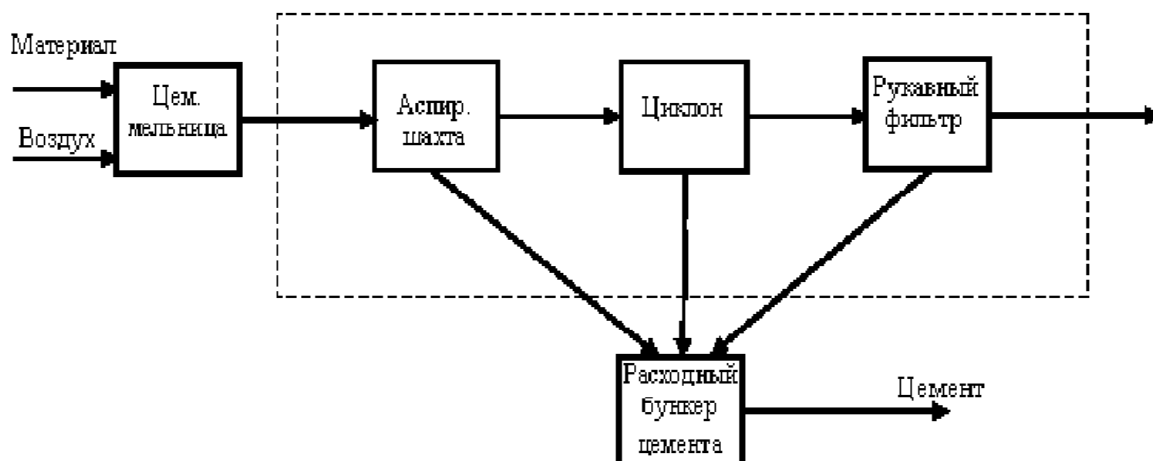 Материал
Воздух
Цем.
мельница
Аспир.
шахта
Циклон
Рукавный
фильтр
Расходный
бункер
цемента
Цемент